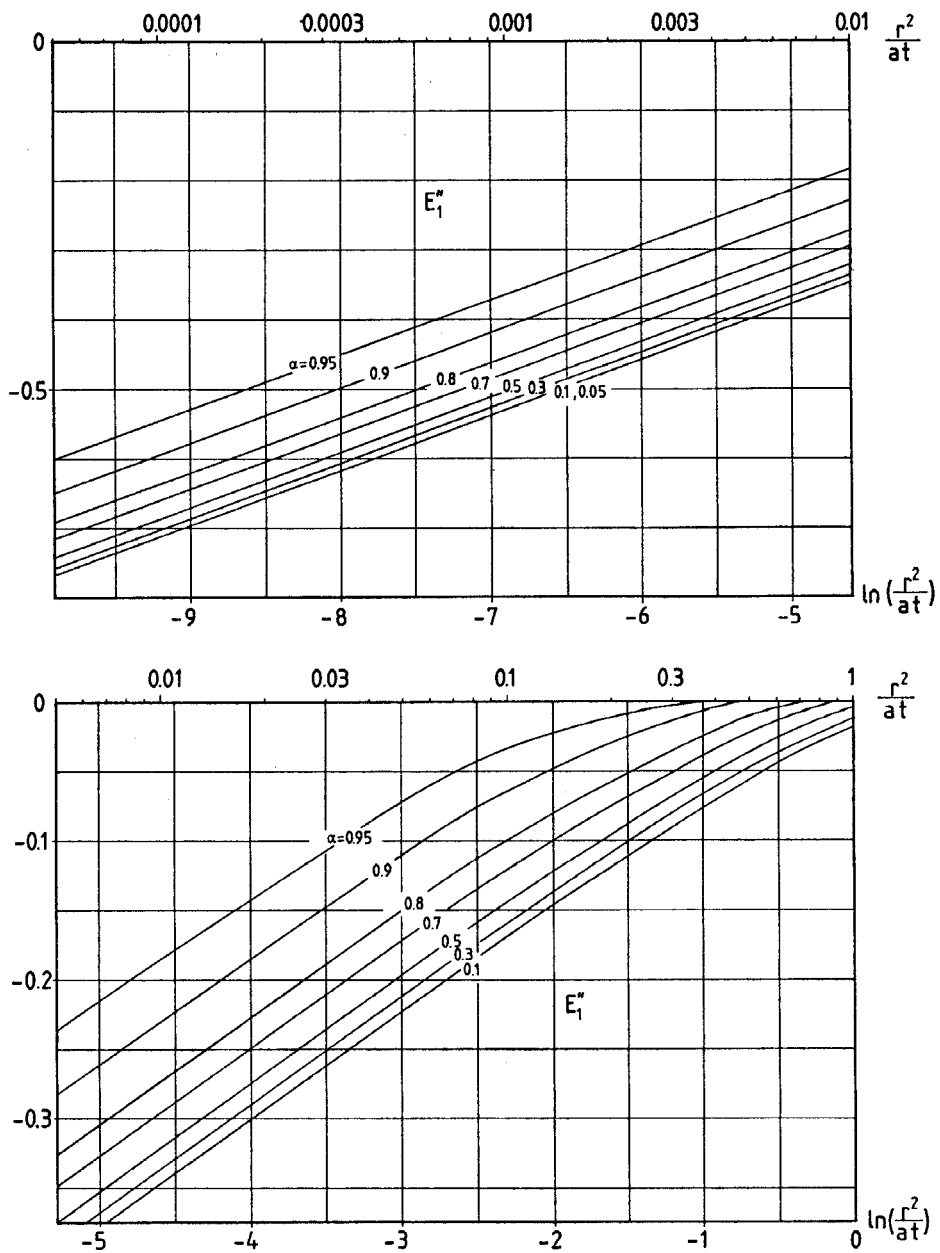 0.0001 0.0003 0.001 0.003 0.01 r²/at
0
E₁″
α=0.95 0.9 0.8 0.7 0.5 0.3 0.1, 0.05
-0.5
-9 -8 -7 -6 -5 ln(r²/at)
0.01 0.03 0.1 0.3 1 r²/at
0
-0.1
α=0.95
0.9
0.8
0.7
0.5
0.3
0.1
-0.2
E₁″
-0.3
-5 -4 -3 -2 -1 0 ln(r²/at)